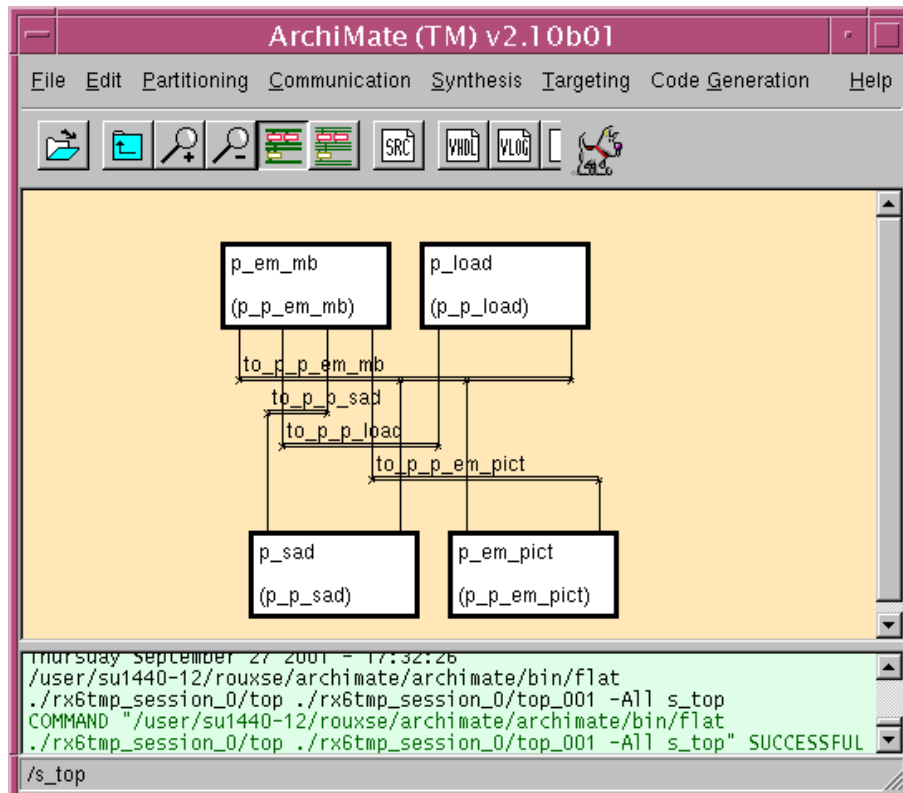 ArchiMate (TM) v2.10b01
File Edit Partitioning Communication Synthesis Targeting Code Generation Help
SRC VHDL VLOG
p_em_mb
(p_p_em_mb)
p_load
(p_p_load)
to_p_p_em_mb
to_p_p_sad
to_p_p_load
to_p_p_em_pict
p_sad
(p_p_sad)
p_em_pict
(p_p_em_pict)
Thursday September 27 2001 - 17:32:26
/user/su1440-12/rouxse/archimate/archimate/bin/flat
./rx6tmp_session_0/top ./rx6tmp_session_0/top_001 -All s_top
COMMAND "/user/su1440-12/rouxse/archimate/archimate/bin/flat
./rx6tmp_session_0/top ./rx6tmp_session_0/top_001 -All s_top" SUCCESSFUL
/s_top